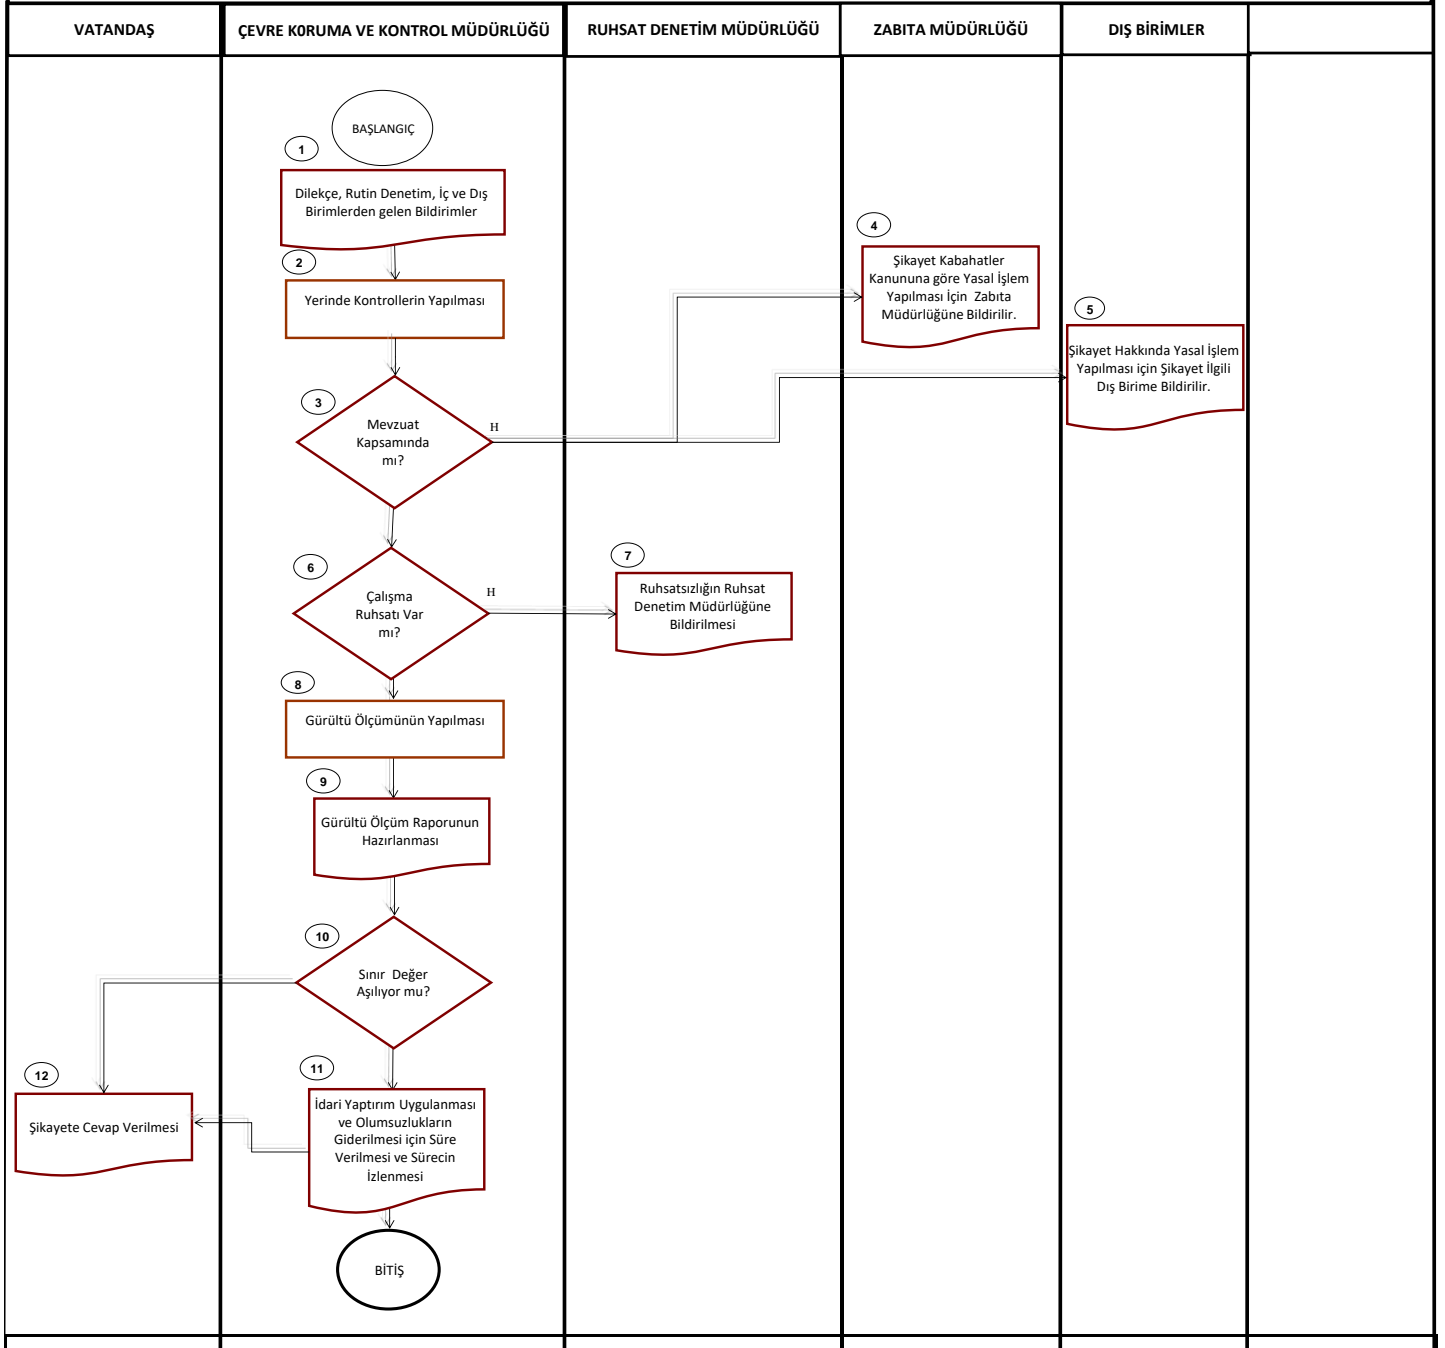 VATANDAŞ
ÇEVRE K0RUMA VE KONTROL MÜDÜRLÜĞÜ
RUHSAT DENETİM MÜDÜRLÜĞÜ
ZABITA MÜDÜRLÜĞÜ
DIŞ BİRİMLER
BAŞLANGIÇ
1
Dilekçe, Rutin Denetim, İç ve Dış
Birimlerden gelen Bildirimler
2
Yerinde Kontrollerin Yapılması
3
Mevzuat
Kapsamında
mı?
H
4
Şikayet Kabahatler
Kanununa göre Yasal İşlem
Yapılması İçin  Zabıta
Müdürlüğüne Bildirilir.
5
Şikayet Hakkında Yasal İşlem
Yapılması için Şikayet İlgili
Dış Birime Bildirilir.
6
Çalışma
Ruhsatı Var
mı?
H
7
Ruhsatsızlığın Ruhsat
Denetim Müdürlüğüne
Bildirilmesi
8
Gürültü Ölçümünün Yapılması
9
Gürültü Ölçüm Raporunun
Hazırlanması
10
Sınır  Değer
Aşılıyor mu?
11
İdari Yaptırım Uygulanması
ve Olumsuzlukların
Giderilmesi için Süre
Verilmesi ve Sürecin
İzlenmesi
12
Şikayete Cevap Verilmesi
BİTİŞ